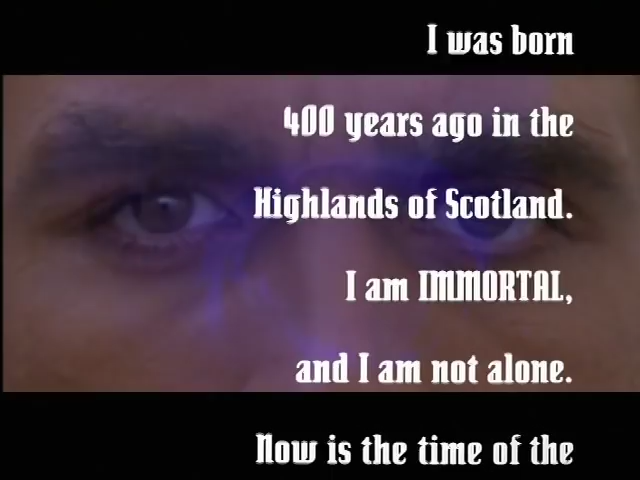 I was born
400 years ago in the
Highlands of Scotland.
I am IMMORTAL,
and I am not alone.
Now is the time of the